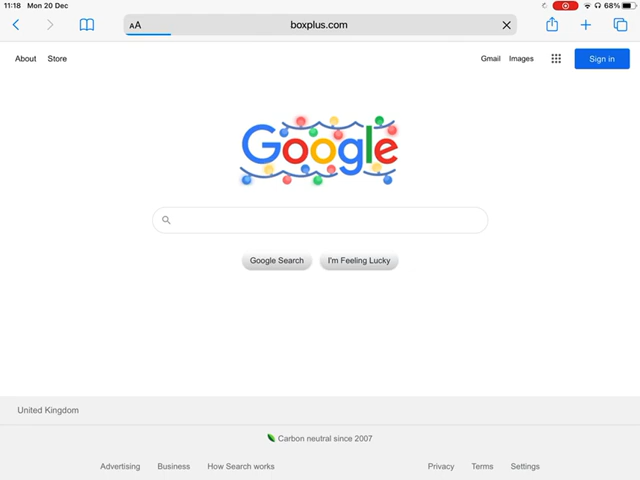 11:18 Mon 20 Dec 68%
AA boxplus.com
About Store Gmail Images Sign in
Google
Google Search I'm Feeling Lucky
United Kingdom
Carbon neutral since 2007
Advertising Business How Search works Privacy Terms Settings